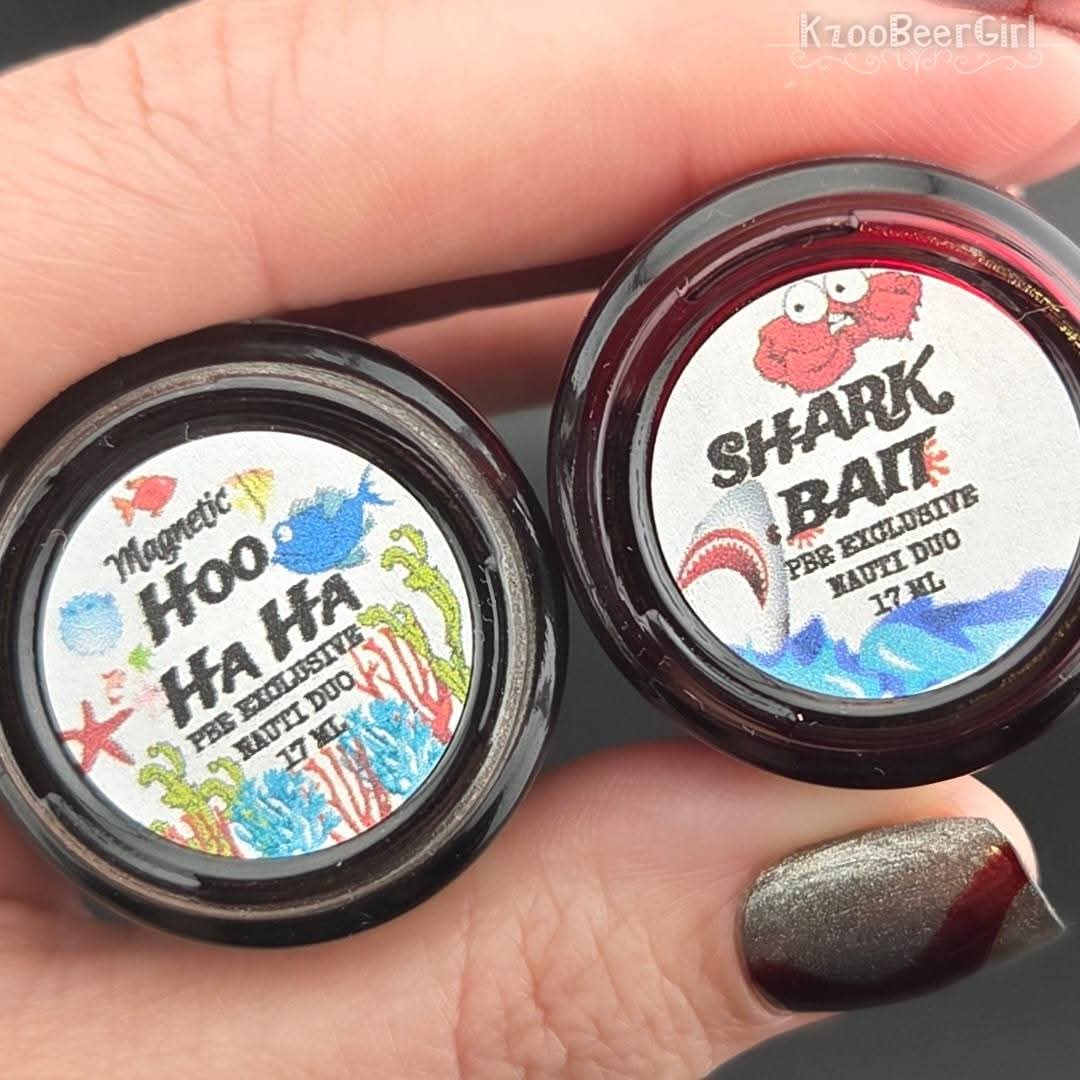 KzooBeerGirl
Magnetic
HOO
HA HA
PBE EXCLUSIVE
NAUTI DUO
17 ML
SHARK
BAIT
PBE EXCLUSIVE
NAUTI DUO
17 ML